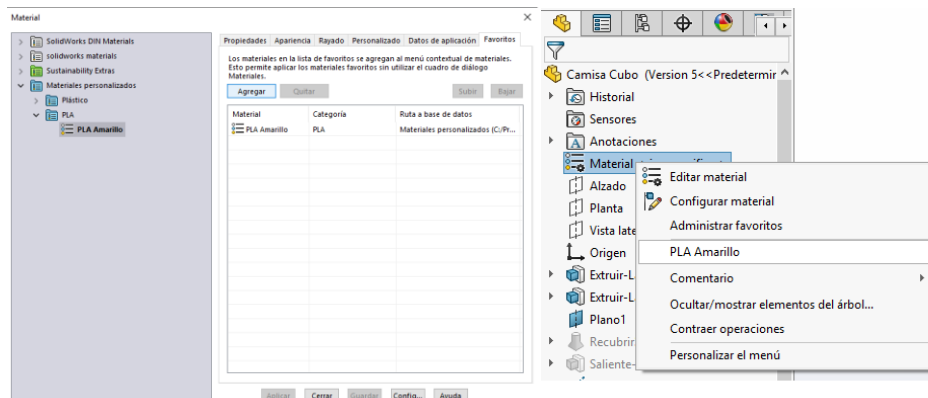 Material
SolidWorks DIN Materials
solidworks materials
Sustainability Extras
Materiales personalizados
Plástico
PLA
PLA Amarillo
Propiedades Apariencia Rayado Personalizado Datos de aplicación Favoritos
Los materiales en la lista de favoritos se agregan al menú contextual de materiales.
Esto permite aplicar los materiales favoritos sin utilizar el cuadro de diálogo
Materiales.
Agregar Quitar Subir Bajar
Material Categoría Ruta a base de datos
PLA Amarillo PLA Materiales personalizados (C:/Pr...
Aplicar Cerrar Guardar Config... Ayuda
Camisa Cubo (Version 5<<Predetermir
Historial
Sensores
Anotaciones
Material
Alzado
Planta
Vista late
Origen
Extruir-L
Extruir-L
Plano1
Recubrir
Saliente-
Editar material
Configurar material
Administrar favoritos
PLA Amarillo
Comentario
Ocultar/mostrar elementos del árbol...
Contraer operaciones
Personalizar el menú